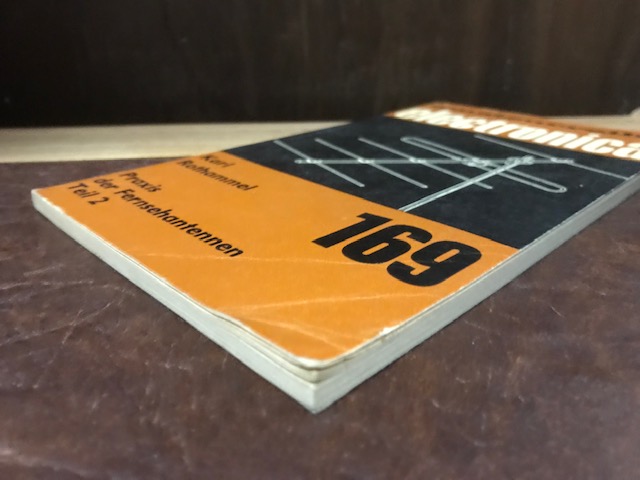 electronica
Karl
Rothammel
Praxis
der Fernsehantennen
Teil 2
169